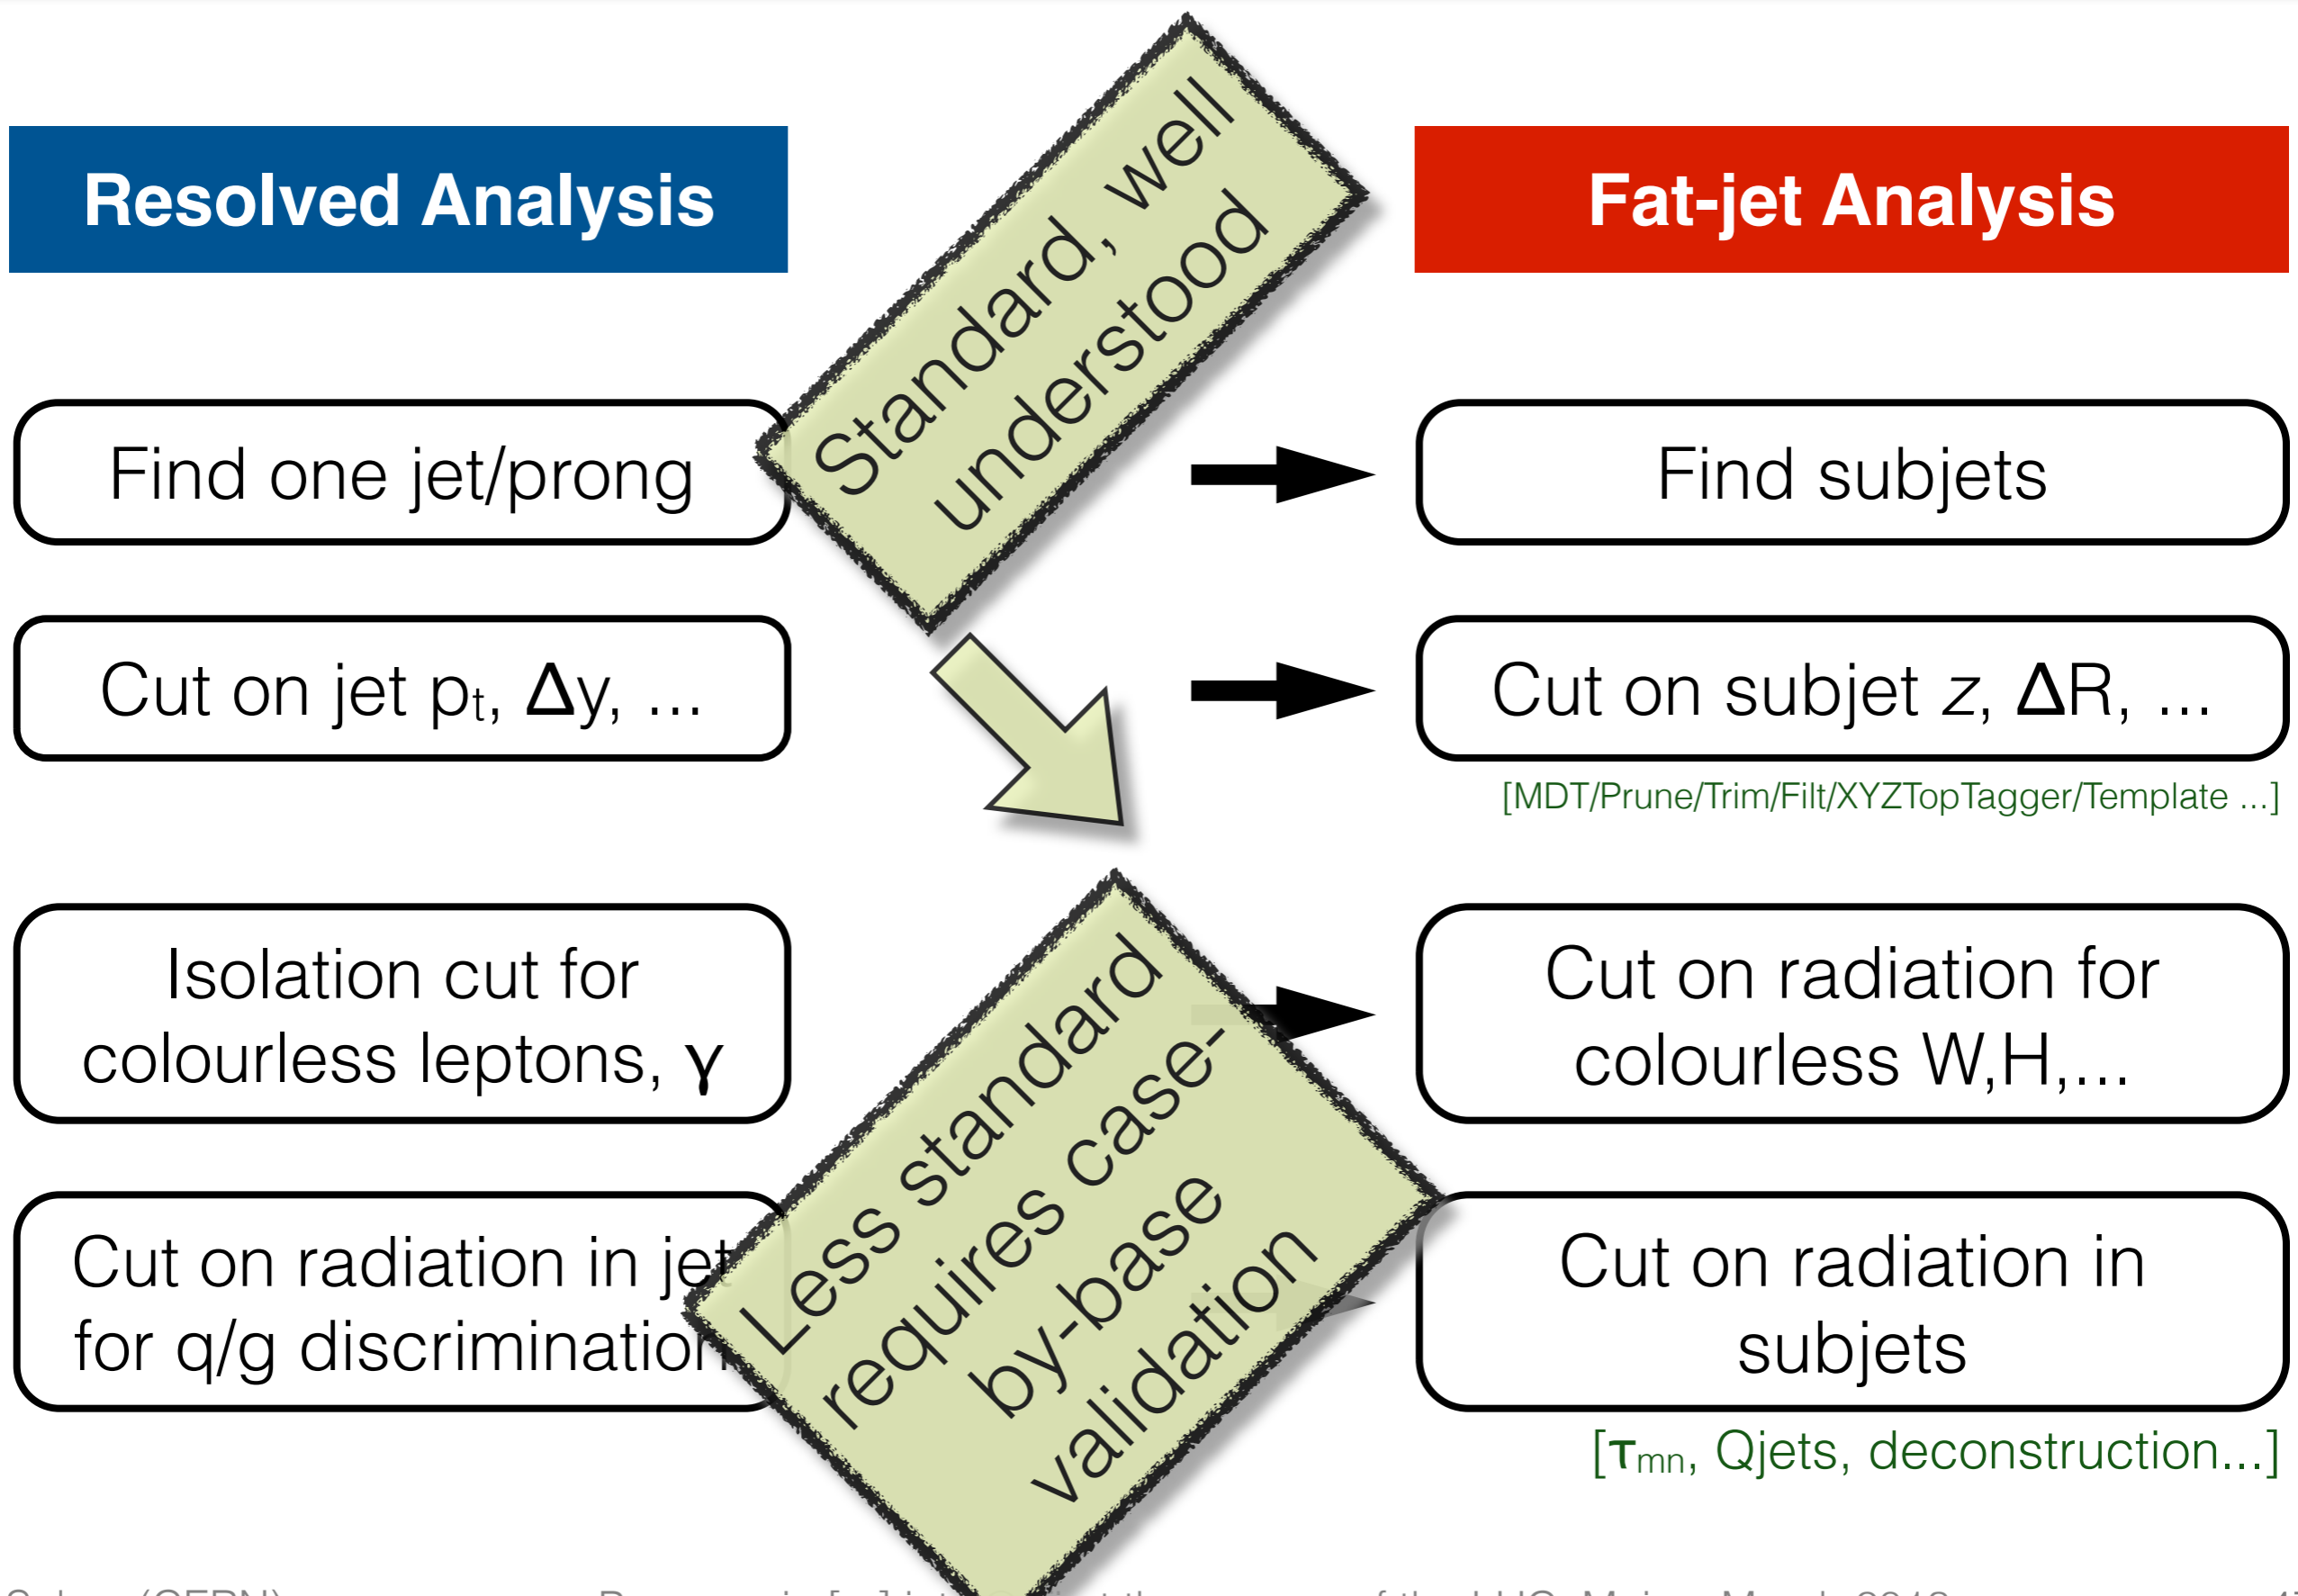 Resolved Analysis
Fat-jet Analysis
Standard, well
understood
Find one jet/prong
Find subjets
Cut on jet pt, Δy, ...
Cut on subjet z, ΔR, ...
[MDT/Prune/Trim/Filt/XYZTopTagger/Template ...]
Isolation cut for
colourless leptons, γ
Cut on radiation for
colourless W,H,...
Less standard
requires case-
by-base
validation
Cut on radiation in jet
for q/g discrimination
Cut on radiation in
subjets
[τmn, Qjets, deconstruction...]